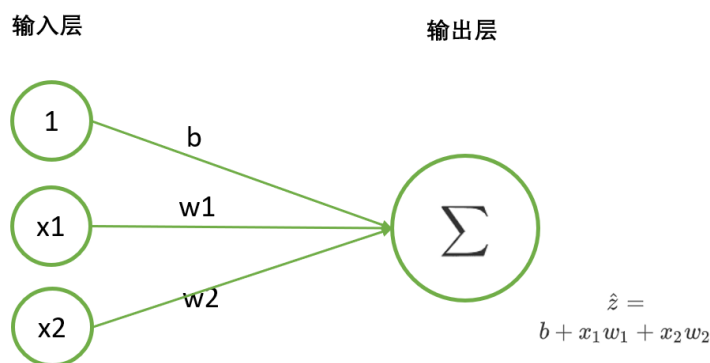 输入层
输出层
1
b
x1
w1
∑
x2
w2
ẑ =
b + x₁w₁ + x₂w₂